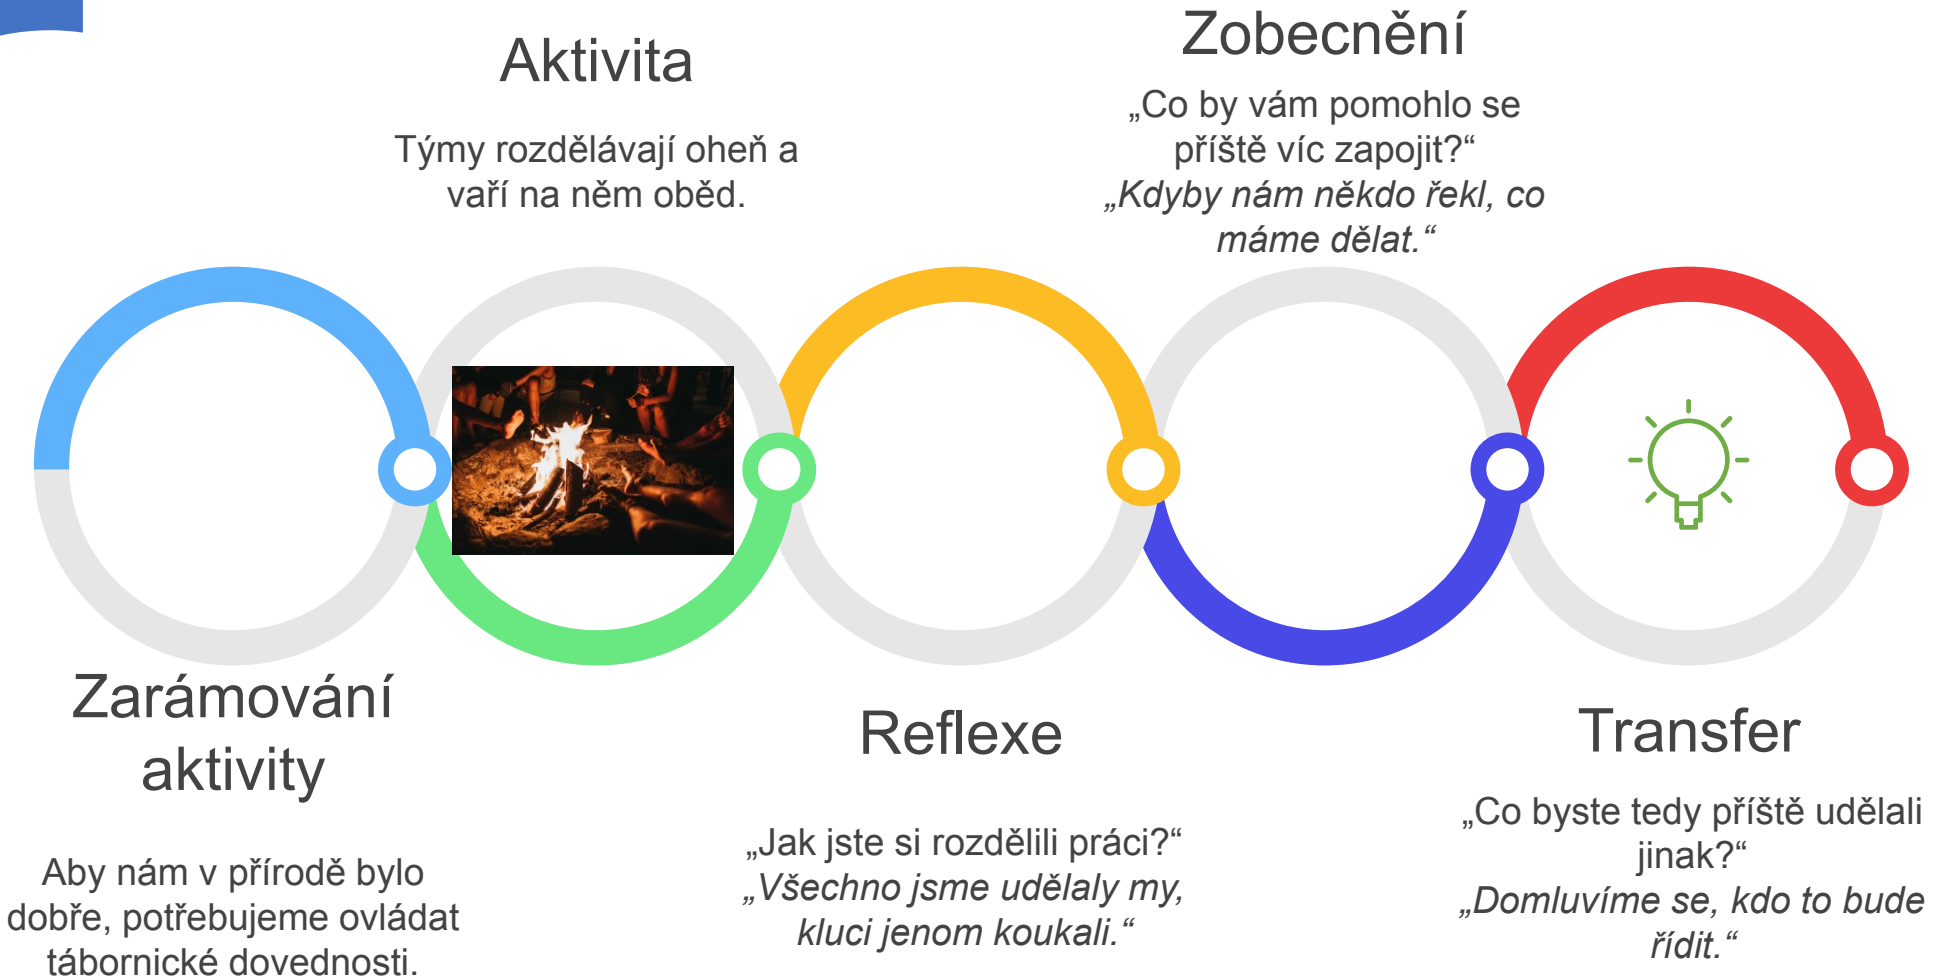 Zarámování
aktivity
Aby nám v přírodě bylo
dobře, potřebujeme ovládat
tábornické dovednosti.
Aktivita
Týmy rozdělávají oheň a
vaří na něm oběd.
Reflexe
„Jak jste si rozdělili práci?“
„Všechno jsme udělaly my,
kluci jenom koukali.“
Zobecnění
„Co by vám pomohlo se
příště víc zapojit?“
„Kdyby nám někdo řekl, co
máme dělat.“
Transfer
„Co byste tedy příště udělali
jinak?“
„Domluvíme se, kdo to bude
řídit.“